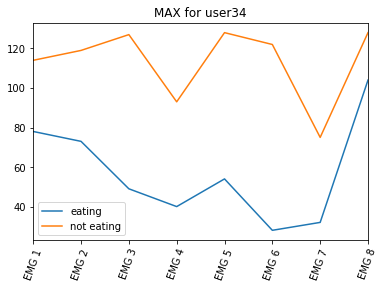 MAX for user34
120
100
80
60
40
eating
not eating
EMG 1
EMG 2
EMG 3
EMG 4
EMG 5
EMG 6
EMG 7
EMG 8